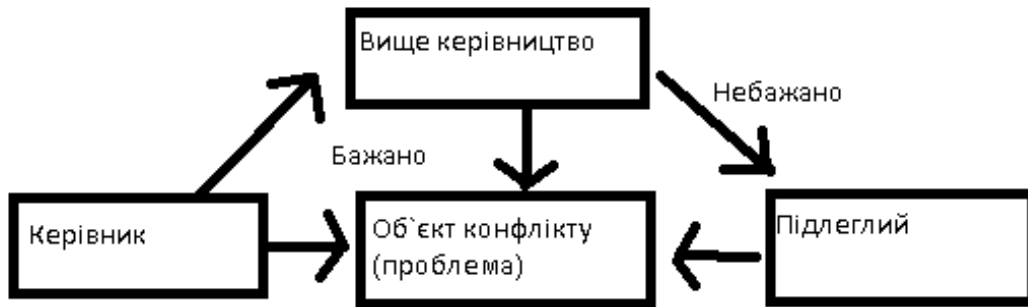 Вище керівництво
Небажано
Бажано
Керівник
Об`єкт конфлікту
(проблема)
Підлеглий